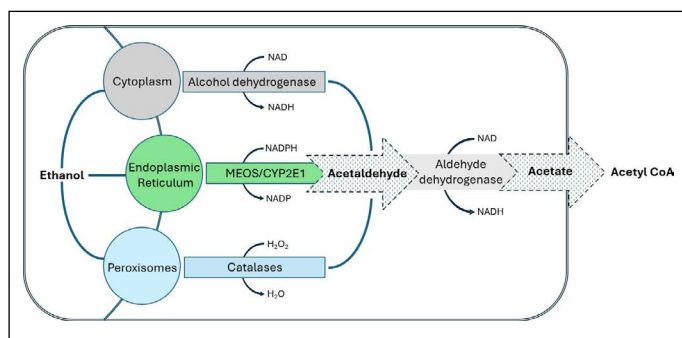 Cytoplasm
Alcohol dehydrogenase
NAD
NADH
Ethanol
Endoplasmic
Reticulum
MEOS/CYP2E1
NADPH
NADP
Acetaldehyde
Aldehyde
dehydrogenase
NAD
NADH
Acetate
Acetyl CoA
Peroxisomes
Catalases
H₂O₂
H₂O